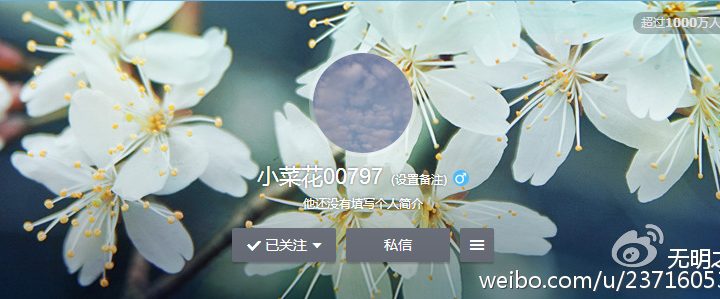 超过1000万人
小菜花00797 (设置备注)
他还没有填写个人简介
已关注
私信
无明之
weibo.com/u/2371605